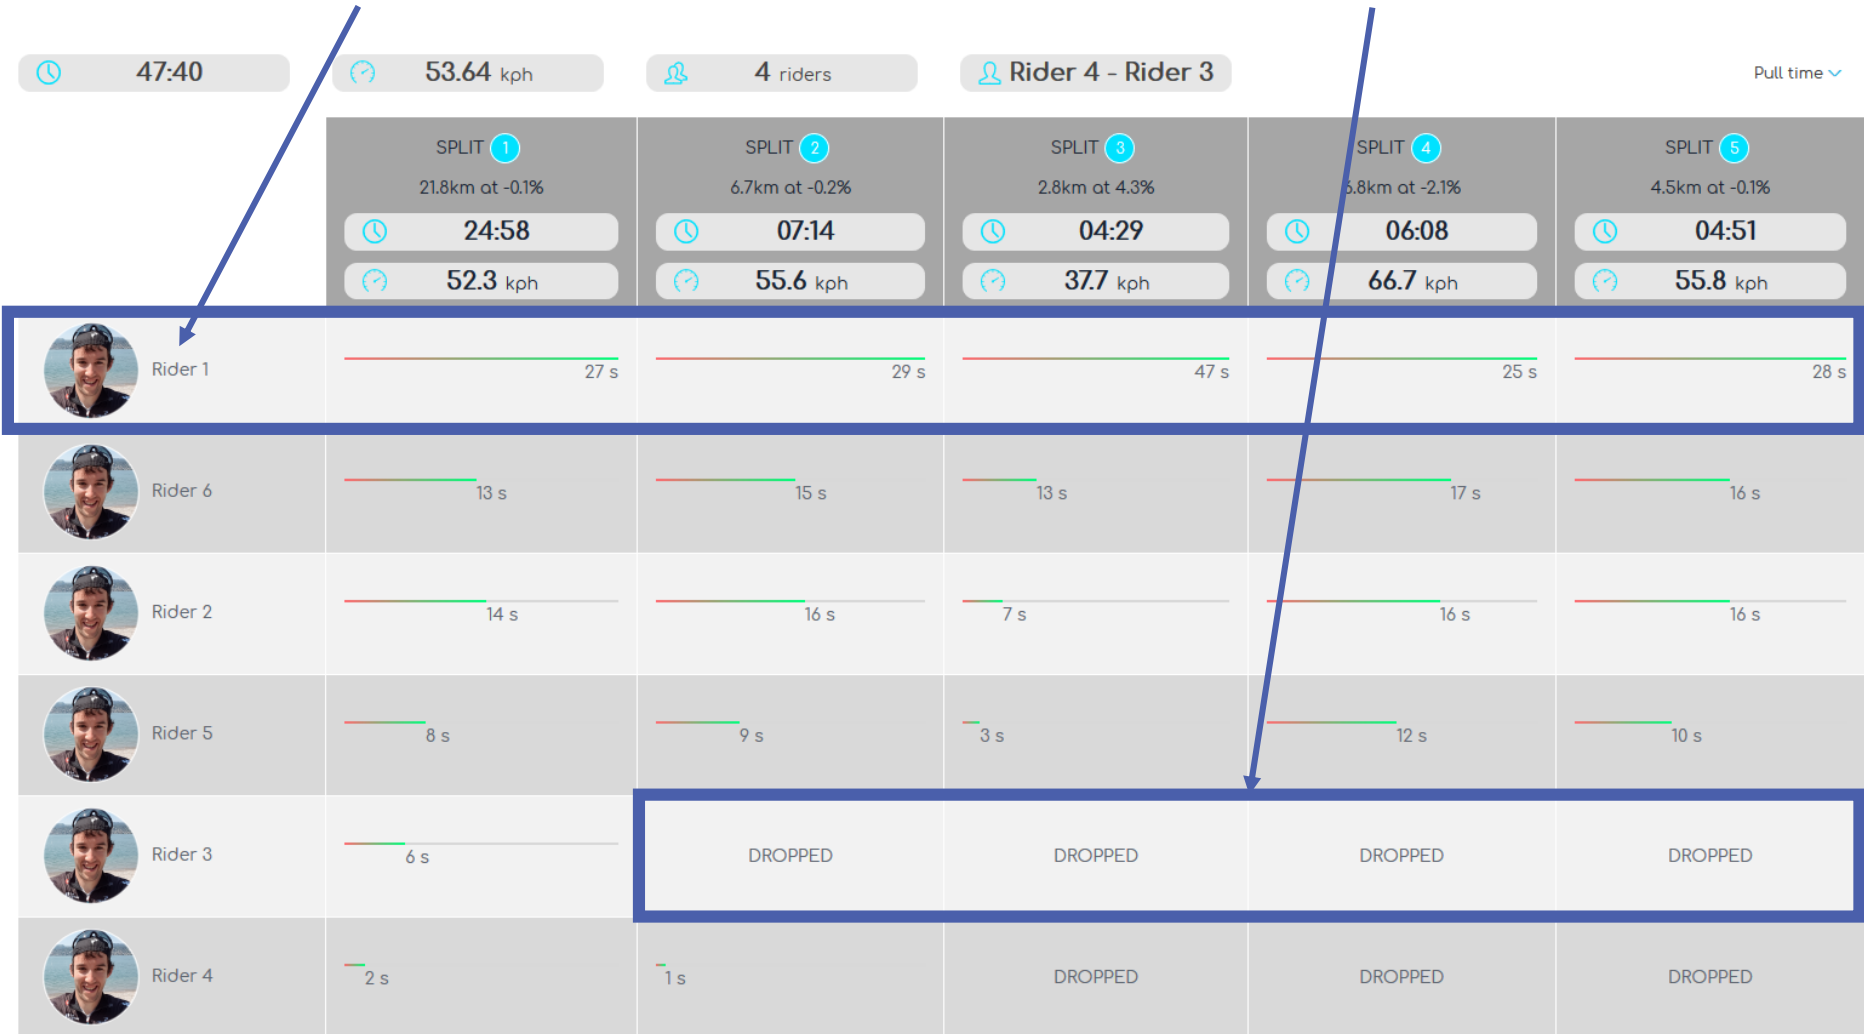 47:40
53.64 kph
4 riders
Rider 4 - Rider 3
Pull time
SPLIT 1
SPLIT 2
SPLIT 3
SPLIT 4
SPLIT 5
21.8km at -0.1%
6.7km at -0.2%
2.8km at 4.3%
.8km at -2.1%
4.5km at -0.1%
24:58
07:14
04:29
06:08
04:51
52.3 kph
55.6 kph
37.7 kph
66.7 kph
55.8 kph
Rider 1
27 s
29 s
47 s
25 s
28 s
Rider 6
13 s
15 s
13 s
17 s
16 s
Rider 2
14 s
16 s
7 s
16 s
16 s
Rider 5
8 s
9 s
3 s
12 s
10 s
Rider 3
6 s
DROPPED
DROPPED
DROPPED
DROPPED
Rider 4
2 s
1 s
DROPPED
DROPPED
DROPPED